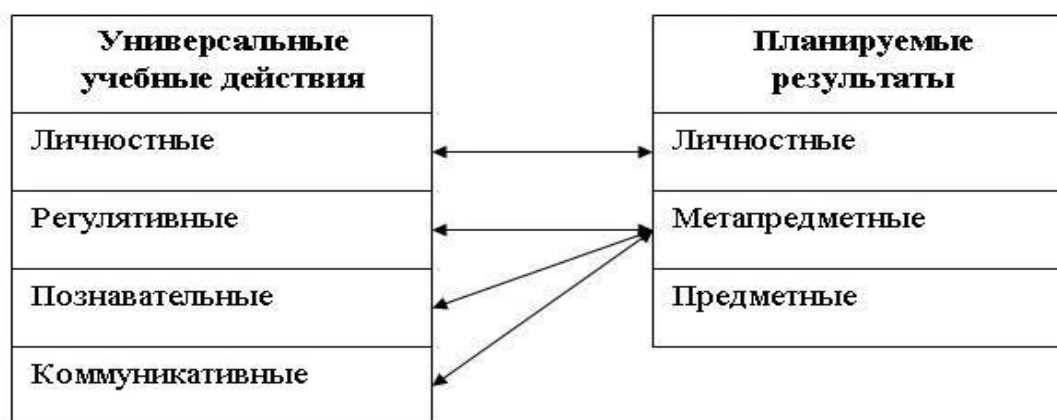 Универсальные
учебные действия
Личностные
Регулятивные
Познавательные
Коммуникативные
Планируемые
результаты
Личностные
Метапредметные
Предметные